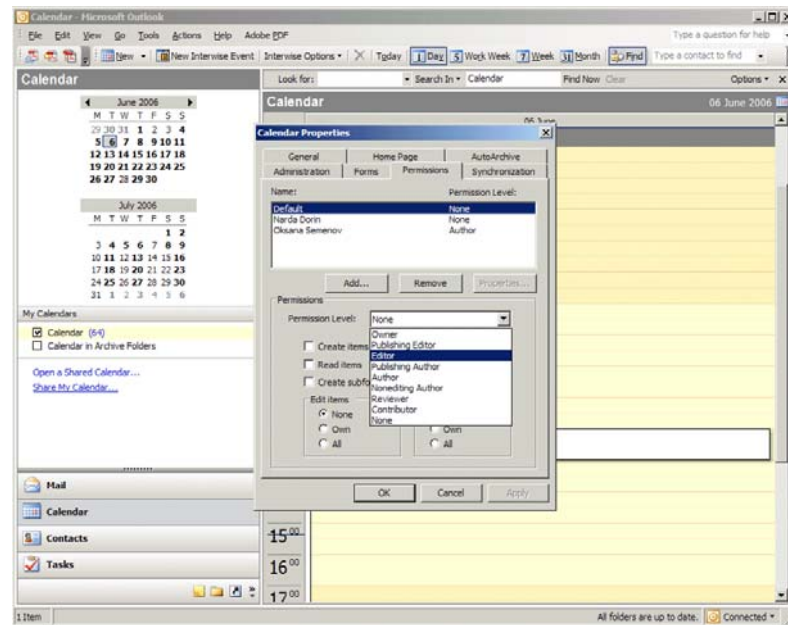 Calendar - Microsoft Outlook
File Edit View Go Tools Actions Help Adobe PDF
Type a question for help
New New Interwise Event Interwise Options Today 1 Day 5 Work Week 7 Week 31 Month Find Type a contact to find
Calendar
Look for: Search In Calendar Find Now Clear Options
June 2006
M T W T F S S
29 30 31 1 2 3 4
5 6 7 8 9 10 11
12 13 14 15 16 17 18
19 20 21 22 23 24 25
26 27 28 29 30
July 2006
M T W T F S S
1 2
3 4 5 6 7 8 9
10 11 12 13 14 15 16
17 18 19 20 21 22 23
24 25 26 27 28 29 30
31 1 2 3 4 5 6
My Calendars
Calendar (64)
Calendar in Archive Folders
Open a Shared Calendar...
Share My Calendar...
Mail
Calendar
Contacts
Tasks
Calendar
06 June 2006
06 June
Calendar Properties
General Home Page AutoArchive
Administration Forms Permissions Synchronization
Name: Permission Level:
Default None
Narda Dorin None
Oksana Semenov Author
Add... Remove Properties...
Permissions
Permission Level: None
Owner
Create items Publishing Editor
Editor
Read items Publishing Author
Author
Create subfo Nonediting Author
Reviewer
Edit items Contributor
None None
Own Own
All All
OK Cancel Apply
15 00
16 00
17 00
1 Item
All folders are up to date. Connected